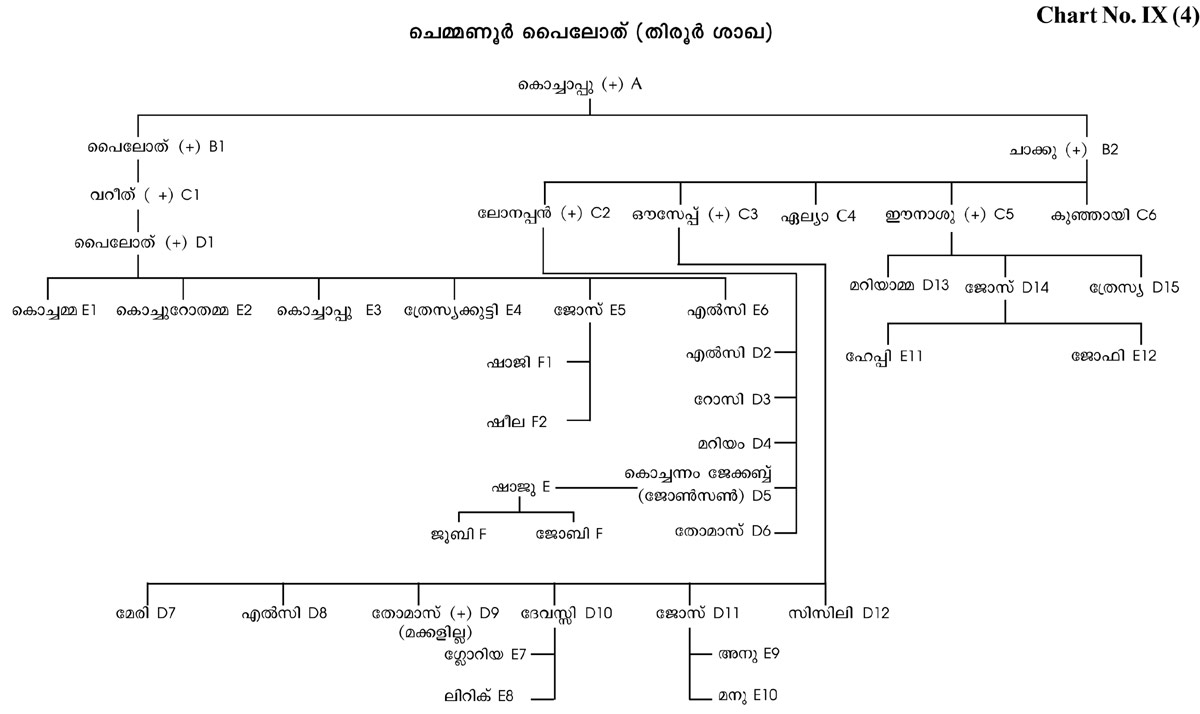 Chart No. IX (4)
ചെമ്മണൂർ പൈലോത് (തിരൂർ ശാഖ)
കൊച്ചാപ്പു (+) A
പൈലോത് (+) B1
ചാക്കു (+) B2
വറീത് ( +) C1
ലോനപ്പൻ (+) C2
ഔസേപ്പ് (+) C3
ഏല്യാ C4
ഈനാശു (+) C5
കുഞ്ഞായി C6
പൈലോത് (+) D1
മറിയാമ്മ D13
ജോസ് D14
ത്രേസ്യ D15
കൊച്ചമ്മ E1
കൊച്ചുറോതമ്മ E2
കൊച്ചാപ്പു E3
ത്രേസ്യക്കുട്ടി E4
ജോസ് E5
എൽസി E6
ഹേപ്പി E11
ജോഫി E12
ഷാജി F1
ഷീല F2
എൽസി D2
റോസി D3
മറിയം D4
കൊച്ചന്നം ജേക്കബ്ബ്
(ജോൺസൺ) D5
ഷാജു E
ജൂബി F
ജോബി F
തോമാസ് D6
മേരി D7
എൽസി D8
തോമാസ് (+) D9
(മക്കളില്ല)
ദേവസ്സി D10
ജോസ് D11
സിസിലി D12
ഗ്ലോറിയ E7
ലിറിക് E8
അനു E9
മനു E10